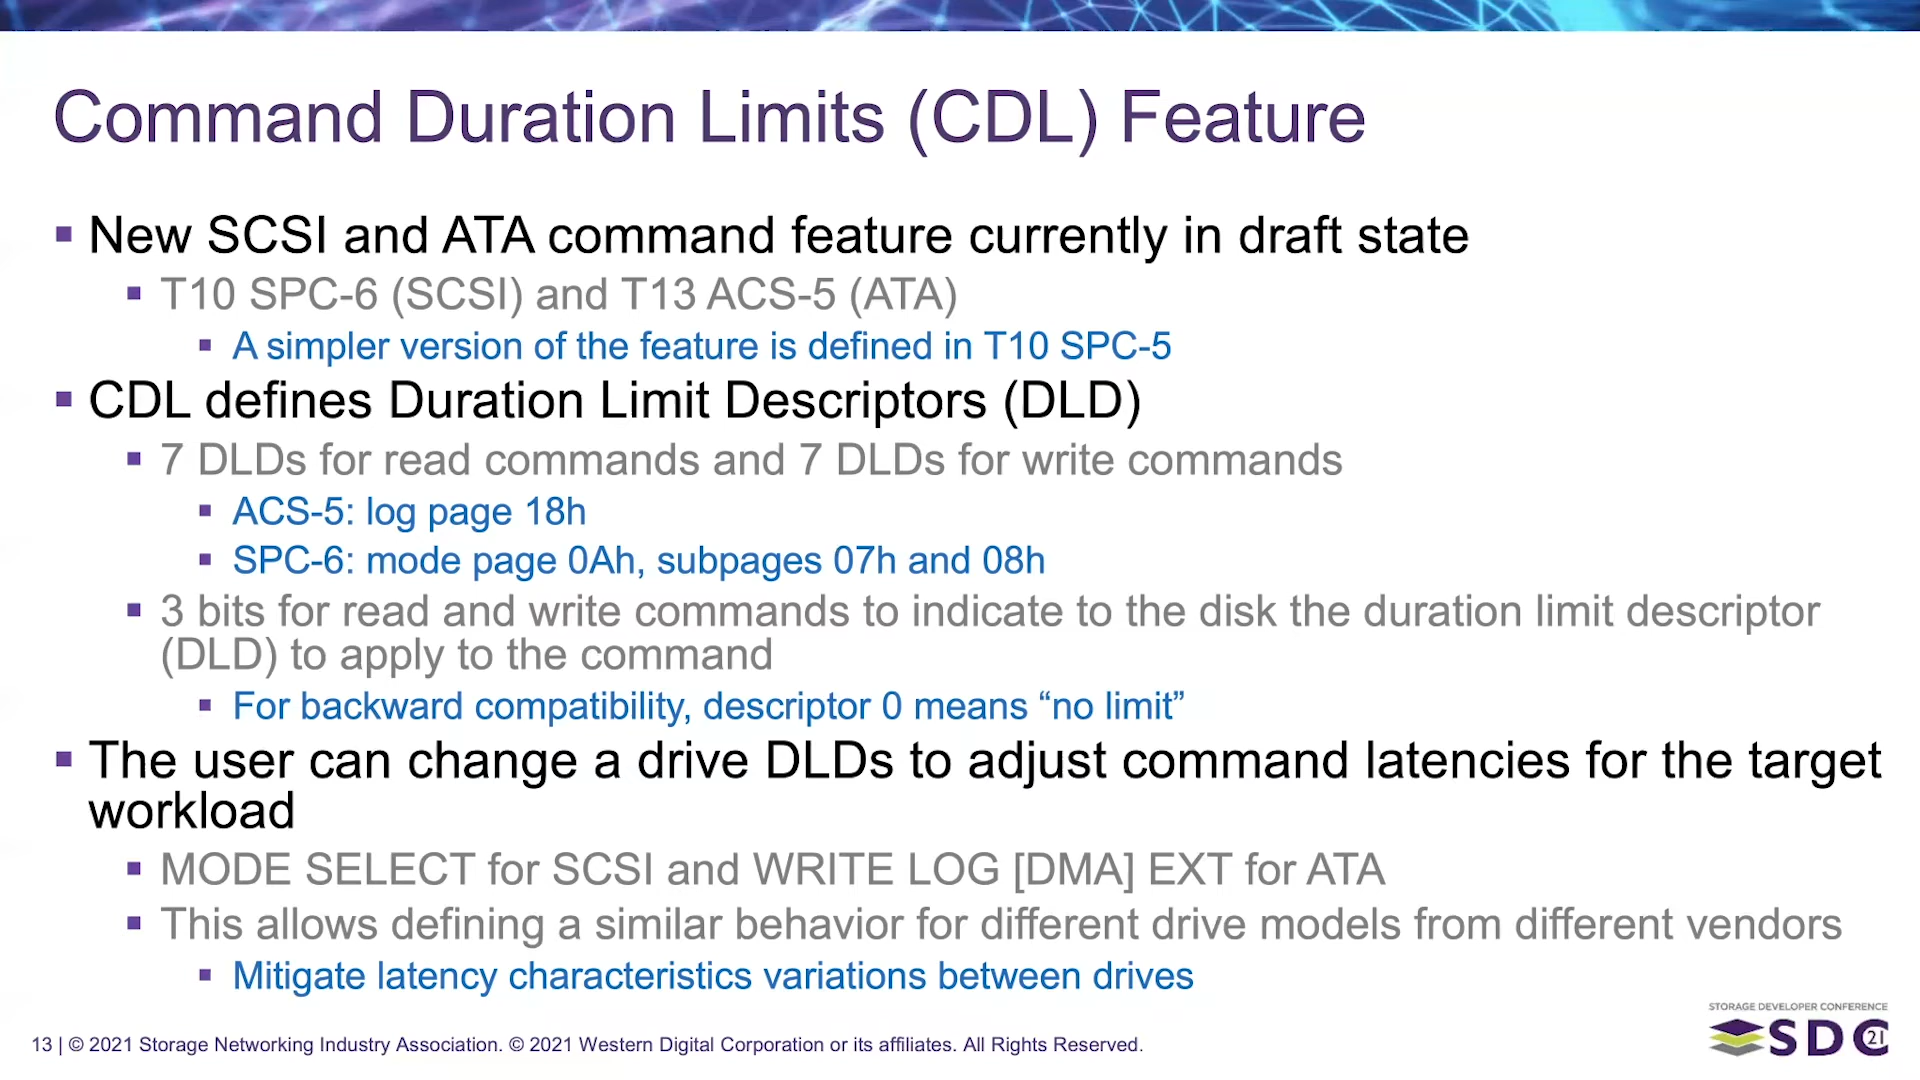 Command Duration Limits (CDL) Feature
▪ New SCSI and ATA command feature currently in draft state
▪ T10 SPC-6 (SCSI) and T13 ACS-5 (ATA)
▪ A simpler version of the feature is defined in T10 SPC-5
▪ CDL defines Duration Limit Descriptors (DLD)
▪ 7 DLDs for read commands and 7 DLDs for write commands
▪ ACS-5: log page 18h
▪ SPC-6: mode page 0Ah, subpages 07h and 08h
▪ 3 bits for read and write commands to indicate to the disk the duration limit descriptor
(DLD) to apply to the command
▪ For backward compatibility, descriptor 0 means “no limit”
▪ The user can change a drive DLDs to adjust command latencies for the target
workload
▪ MODE SELECT for SCSI and WRITE LOG [DMA] EXT for ATA
▪ This allows defining a similar behavior for different drive models from different vendors
▪ Mitigate latency characteristics variations between drives
STORAGE DEVELOPER CONFERENCE
SDC 21
13 | © 2021 Storage Networking Industry Association. © 2021 Western Digital Corporation or its affiliates. All Rights Reserved.